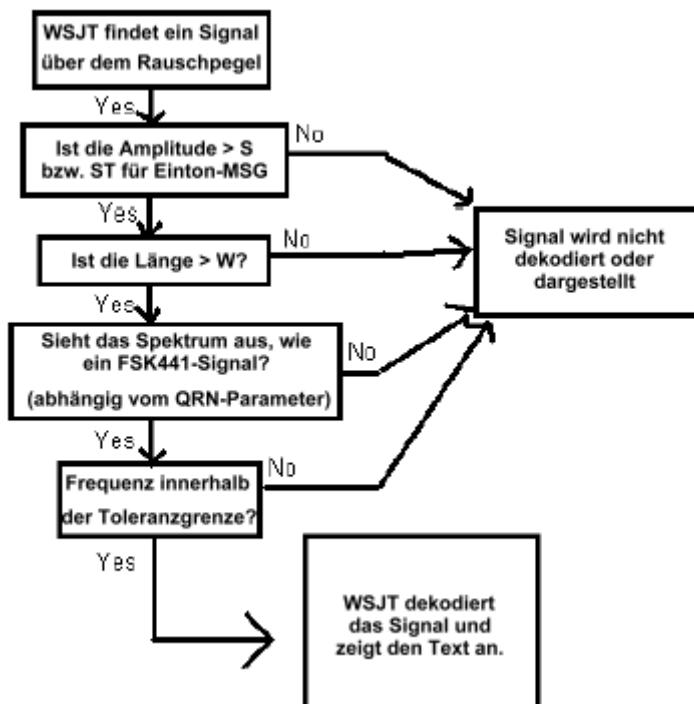 WSJT findet ein Signal
über dem Rauschpegel
Yes
Ist die Amplitude > S
bzw. ST für Einton-MSG
No
Yes
Ist die Länge > W?
No
Signal wird nicht
dekodiert oder
dargestellt
Yes
Sieht das Spektrum aus, wie
ein FSK441-Signal?
(abhängig vom QRN-Parameter)
No
Yes
Frequenz innerhalb
der Toleranzgrenze?
No
Yes
WSJT dekodiert
das Signal und
zeigt den Text an.